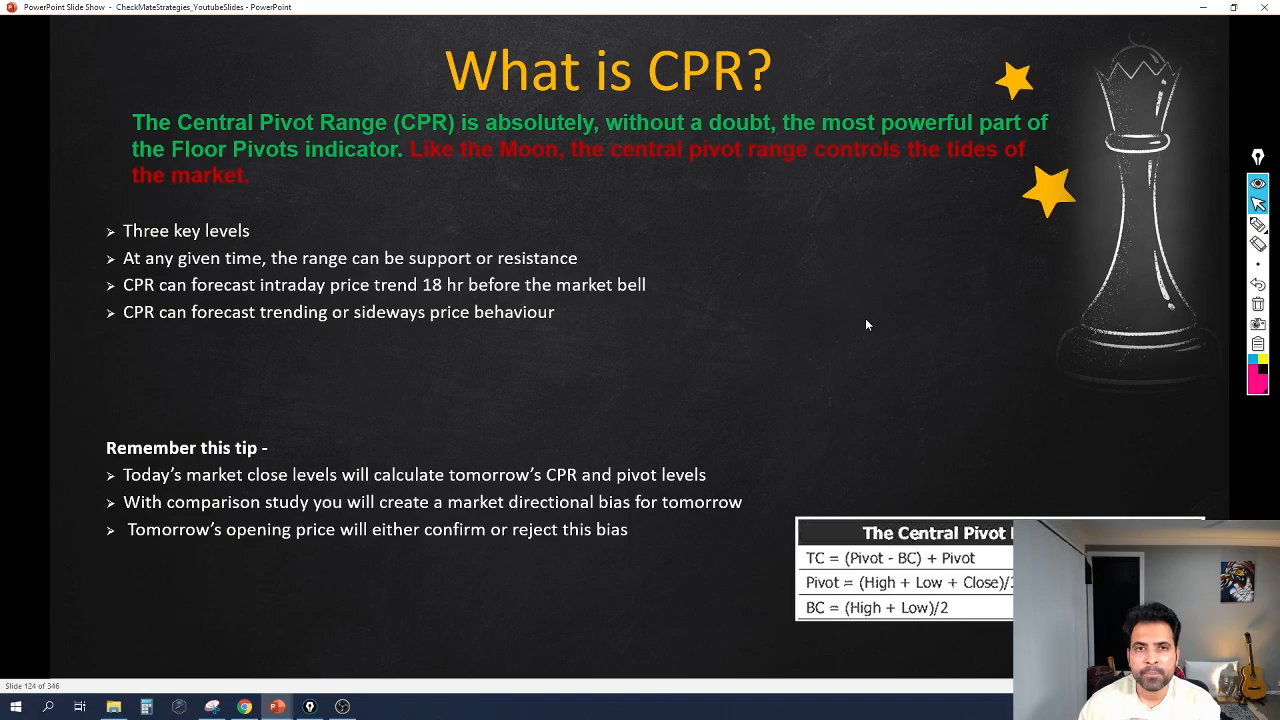 PowerPoint Slide Show - CheckMateStrategies_YoutubeSlides - PowerPoint
What is CPR?
The Central Pivot Range (CPR) is absolutely, without a doubt, the most powerful part of
the Floor Pivots indicator. Like the Moon, the central pivot range controls the tides of
the market.
➢ Three key levels
➢ At any given time, the range can be support or resistance
➢ CPR can forecast intraday price trend 18 hr before the market bell
➢ CPR can forecast trending or sideways price behaviour
Remember this tip -
➢ Today’s market close levels will calculate tomorrow’s CPR and pivot levels
➢ With comparison study you will create a market directional bias for tomorrow
➢ Tomorrow’s opening price will either confirm or reject this bias
The Central Pivot
TC = (Pivot - BC) + Pivot
Pivot = (High + Low + Close)/
BC = (High + Low)/2
Slide 124 of 346